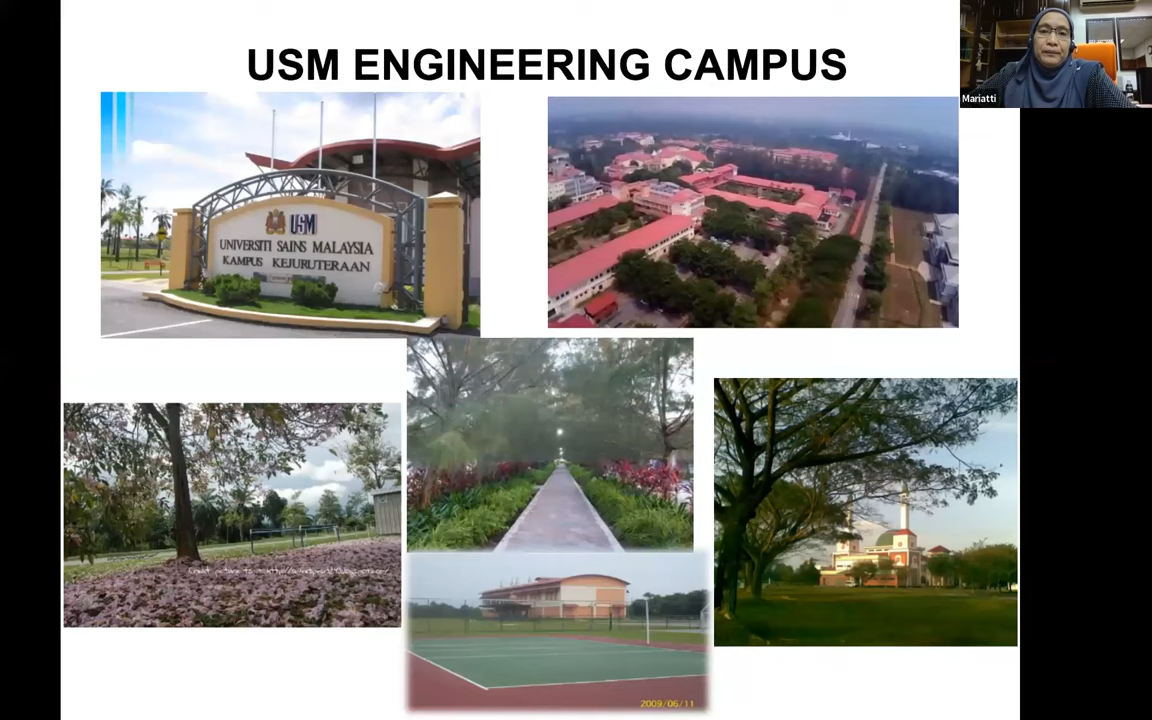 USM ENGINEERING CAMPUS
Mariatti
USM
UNIVERSITI SAINS MALAYSIA
KAMPUS KEJURUTERAAN
2009/06/11